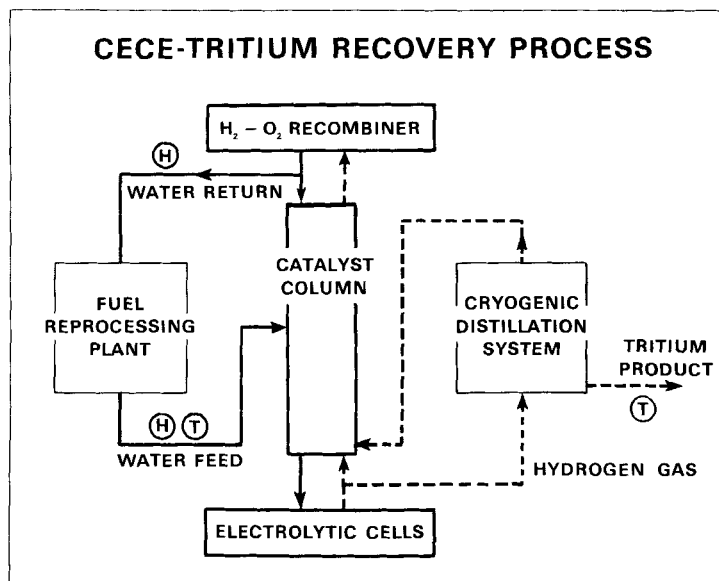 CECE-TRITIUM RECOVERY PROCESS
H₂ – O₂ RECOMBINER
H
WATER RETURN
CATALYST
COLUMN
FUEL
REPROCESSING
PLANT
CRYOGENIC
DISTILLATION
SYSTEM
TRITIUM
PRODUCT
T
H T
WATER FEED
HYDROGEN GAS
ELECTROLYTIC CELLS